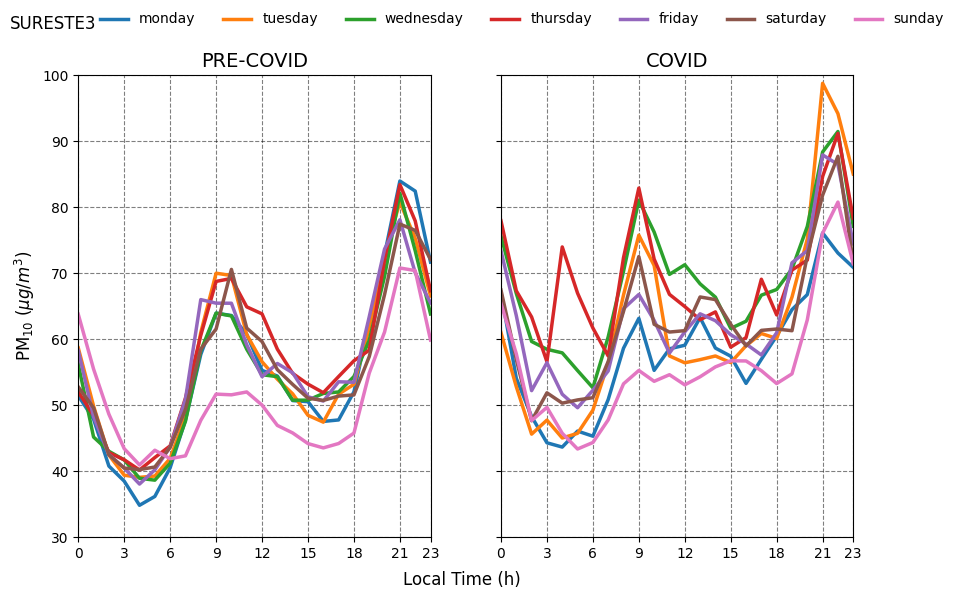 SURESTE3 monday tuesday wednesday thursday friday saturday sunday
PRE-COVID COVID
100
90
80
70
60
50
40
30
PM₁₀ (μg/m³)
0 3 6 9 12 15 18 21 23 0 3 6 9 12 15 18 21 23
Local Time (h)